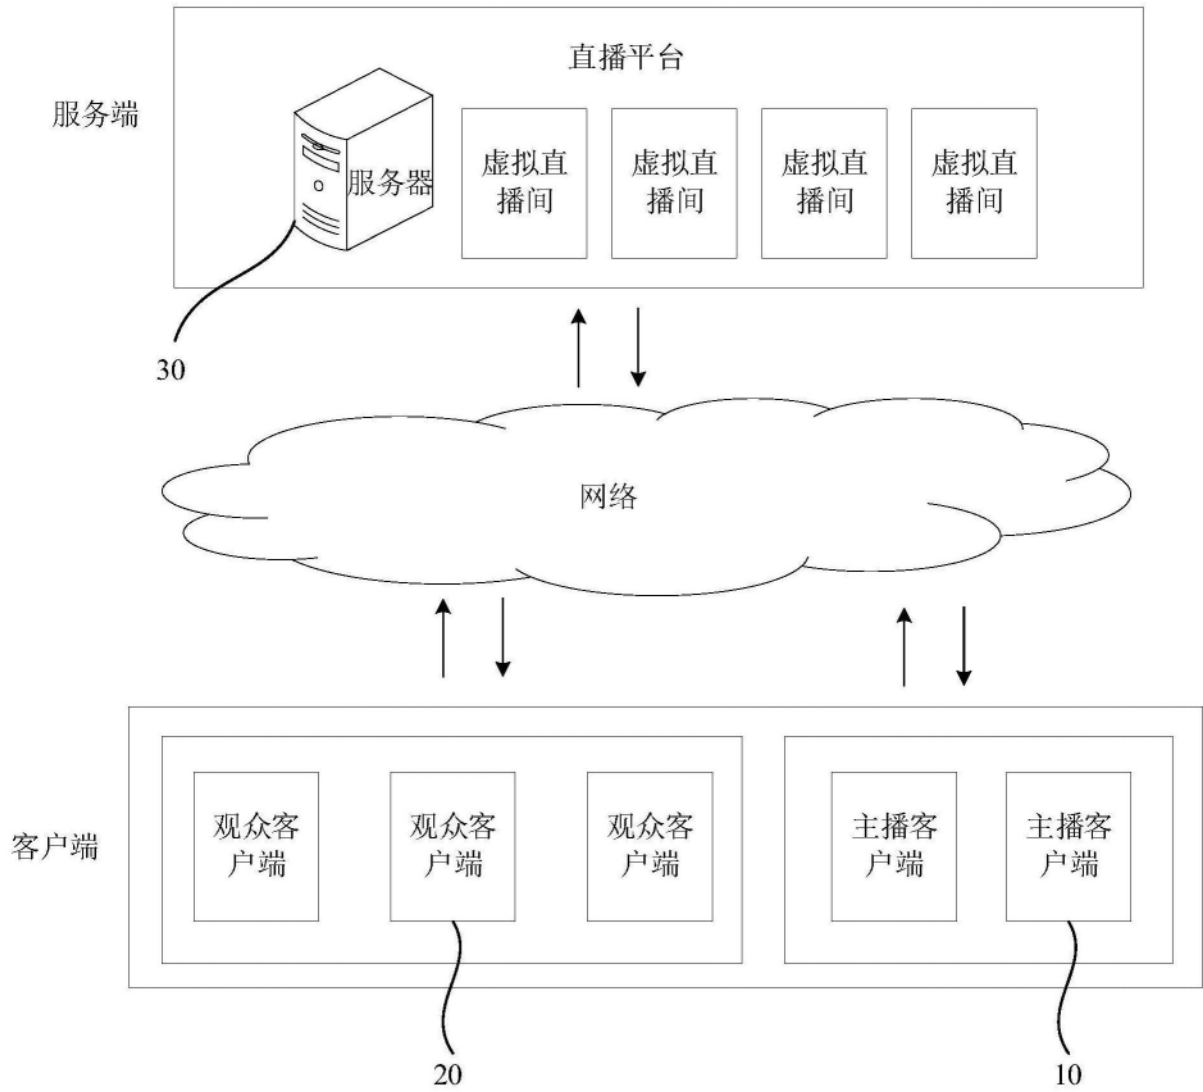 直播平台
服务端
服务器
虚拟直
播间
虚拟直
播间
虚拟直
播间
虚拟直
播间
30
网络
客户端
观众客
户端
观众客
户端
观众客
户端
主播客
户端
主播客
户端
20
10